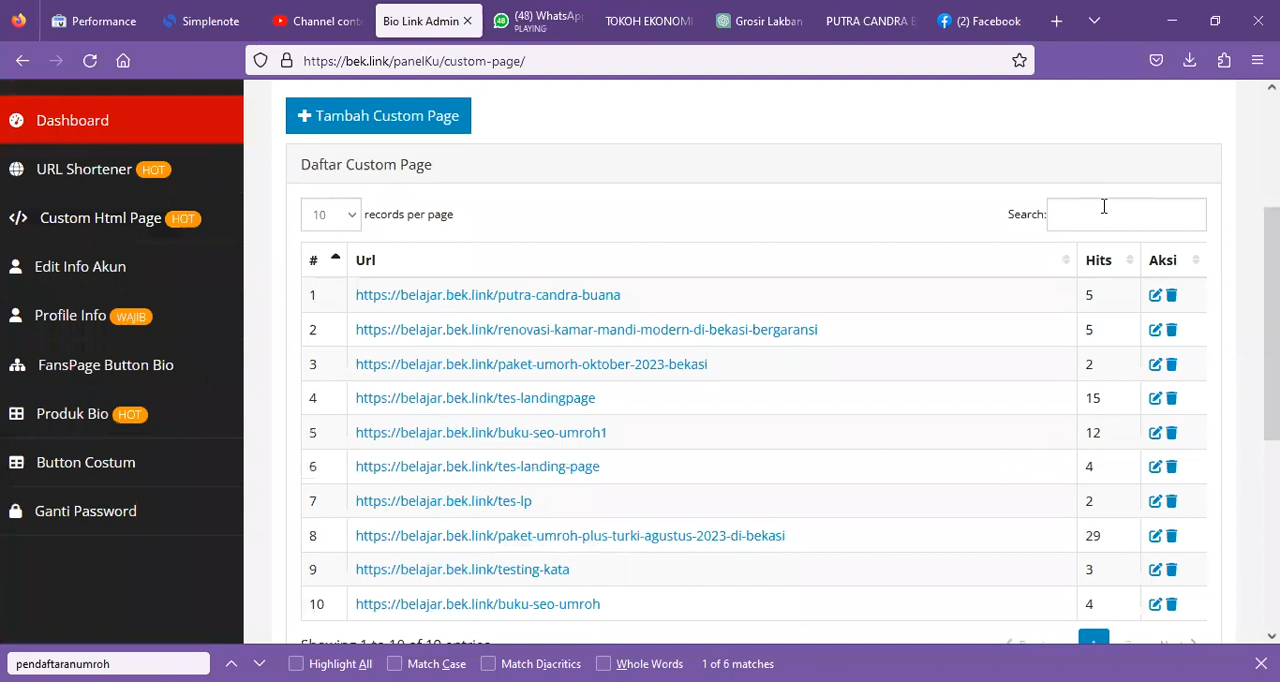 Performance
Simplenote
Channel cont
Bio Link Admin
(48) WhatsApp
PLAYING
TOKOH EKONOMI
Grosir Lakban
PUTRA CANDRA B
(2) Facebook
https://bek.link/panelKu/custom-page/
Dashboard
URL Shortener HOT
Custom Html Page HOT
Edit Info Akun
Profile Info WAJIB
FansPage Button Bio
Produk Bio HOT
Button Costum
Ganti Password
Tambah Custom Page
Daftar Custom Page
10 records per page
Search:
# Url Hits Aksi
1 https://belajar.bek.link/putra-candra-buana 5
2 https://belajar.bek.link/renovasi-kamar-mandi-modern-di-bekasi-bergaransi 5
3 https://belajar.bek.link/paket-umorh-oktober-2023-bekasi 2
4 https://belajar.bek.link/tes-landingpage 15
5 https://belajar.bek.link/buku-seo-umroh1 12
6 https://belajar.bek.link/tes-landing-page 4
7 https://belajar.bek.link/tes-lp 2
8 https://belajar.bek.link/paket-umroh-plus-turki-agustus-2023-di-bekasi 29
9 https://belajar.bek.link/testing-kata 3
10 https://belajar.bek.link/buku-seo-umroh 4
1
pendaftaranumroh
Highlight All
Match Case
Match Diacritics
Whole Words
1 of 6 matches